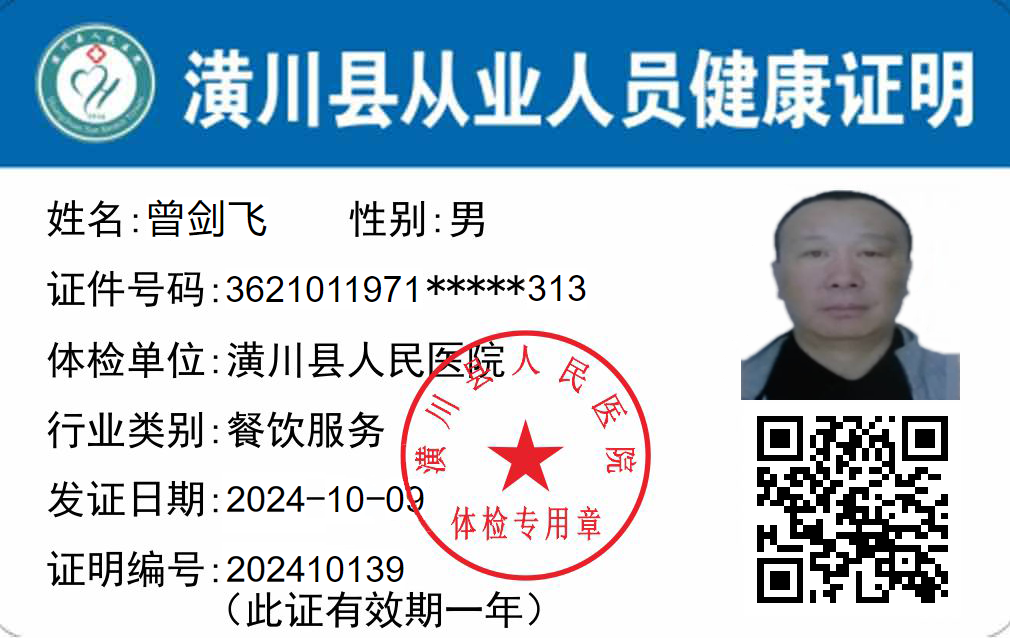 潢川县从业人员健康证明
姓名:曾剑飞 性别:男
证件号码:3621011971*****313
体检单位:潢川县人民医院
行业类别:餐饮服务
发证日期:2024-10-09
证明编号:202410139
（此证有效期一年）
潢川县人民医院
体检专用章